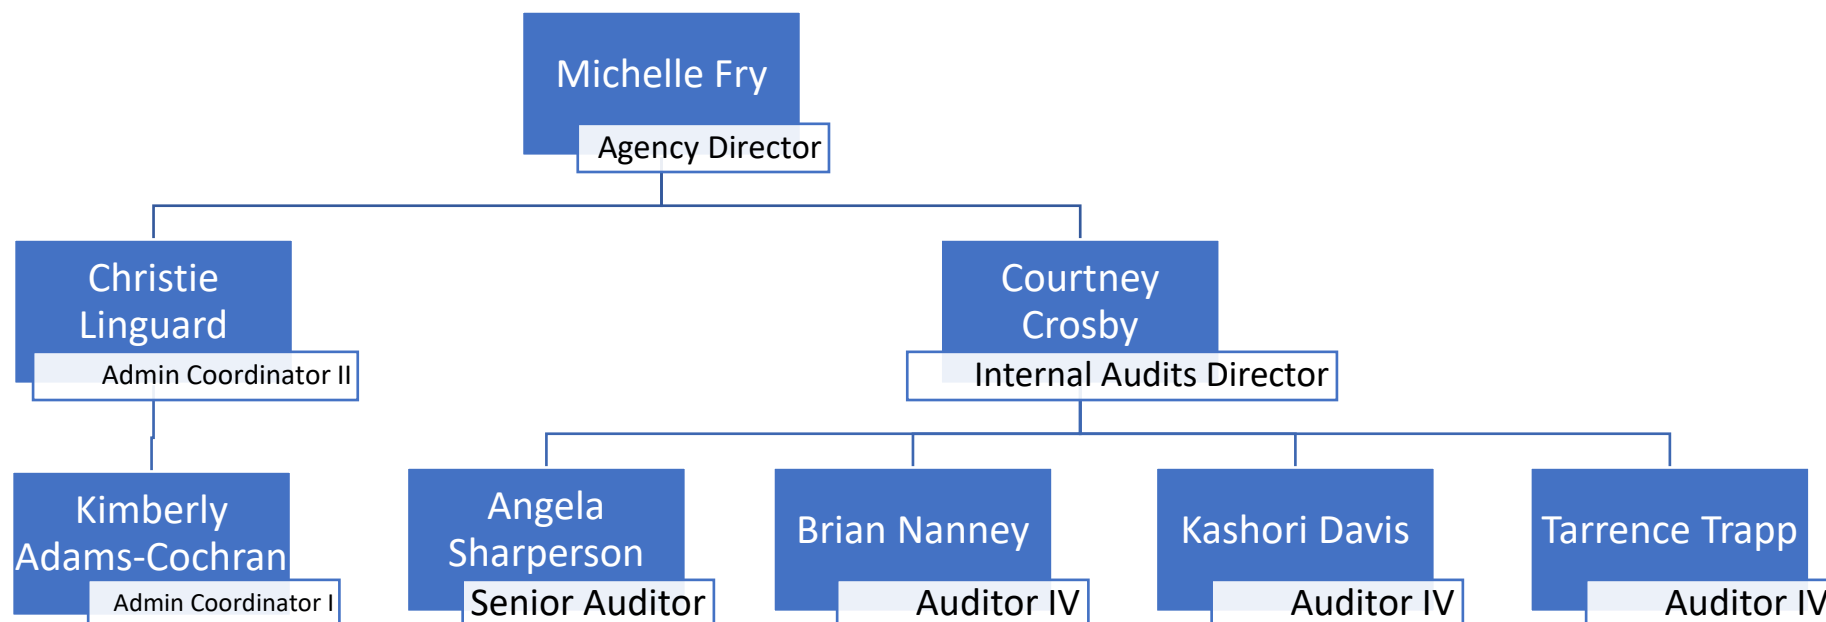 Michelle Fry
Agency Director
Christie
Linguard
Admin Coordinator II
Courtney
Crosby
Internal Audits Director
Kimberly
Adams-Cochran
Admin Coordinator I
Angela
Sharperson
Senior Auditor
Brian Nanney
Auditor IV
Kashori Davis
Auditor IV
Tarrence Trapp
Auditor IV